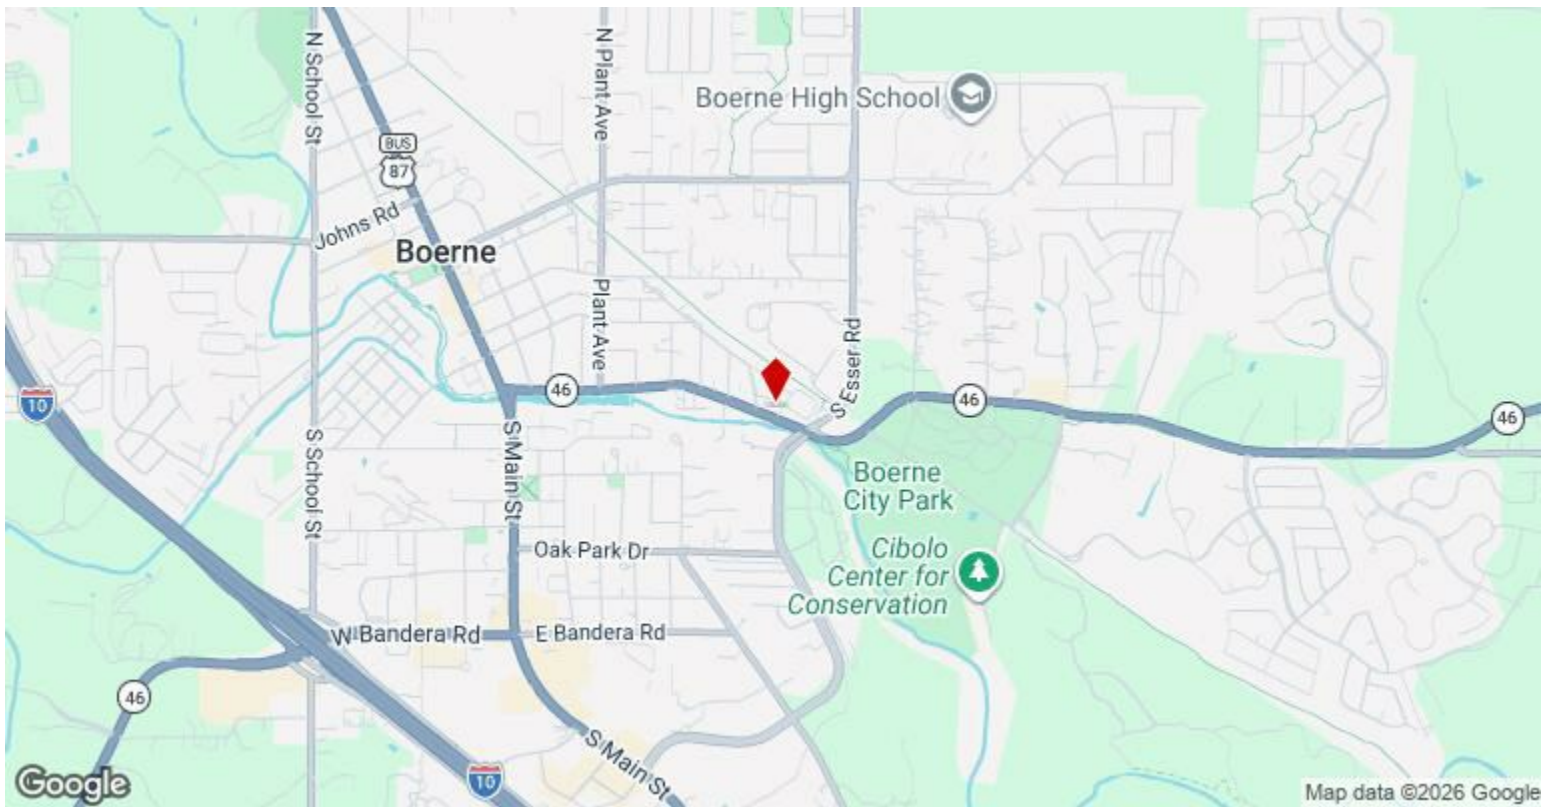 N School St
N Plant Ave
Boerne High School
BUS
87
Johns Rd
Boerne
Plant Ave
S Esser Rd
10
46
46
46
S School St
S Main St
Boerne
City Park
Oak Park Dr
Cibolo
Center for
Conservation
W Bandera Rd
E Bandera Rd
46
S Main St
10
Google
Map data ©2026 Google